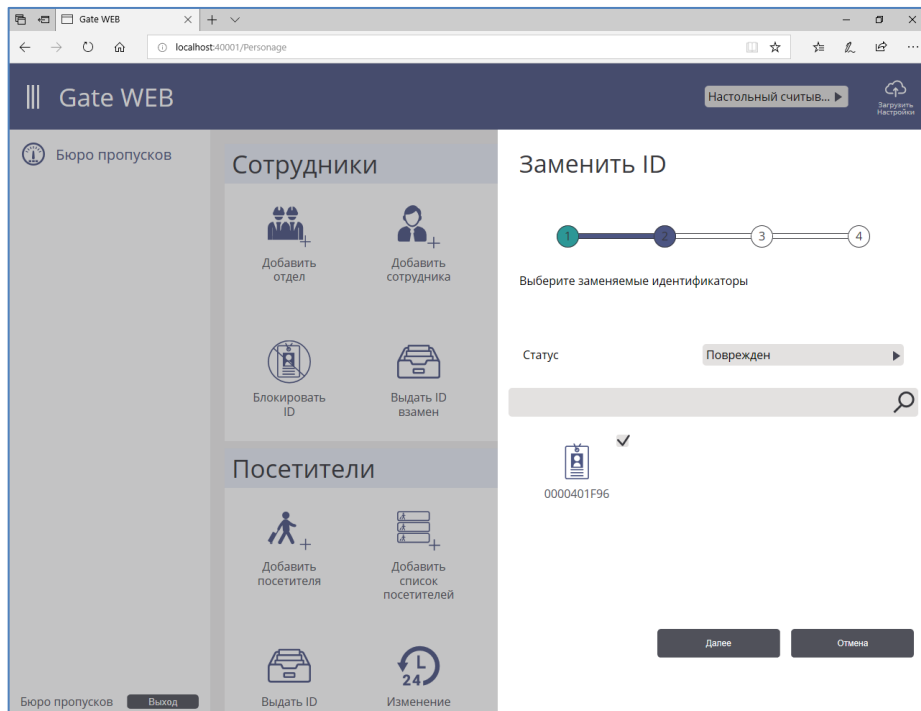 Gate WEB
localhost:40001/Personage
Gate WEB
Настольный считыв...
Загрузить
Настройки
Бюро пропусков
Сотрудники
Добавить
отдел
Добавить
сотрудника
Блокировать
ID
Выдать ID
взамен
Посетители
Добавить
посетителя
Добавить
список
посетителей
24
Выдать ID
Изменение
Заменить ID
1
2
3
4
Выберите заменяемые идентификаторы
Статус
Поврежден
0000401F96
Далее
Отмена
Бюро пропусков
Выход